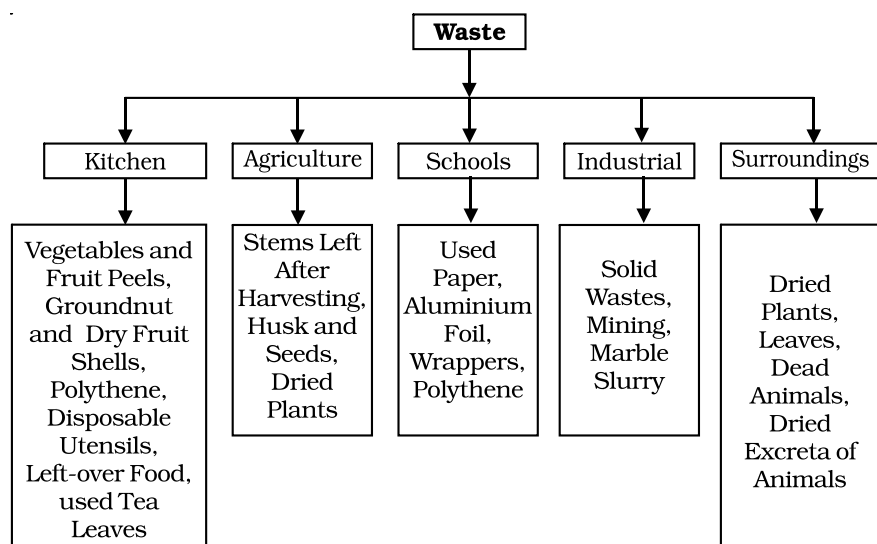 Waste
Kitchen
Agriculture
Schools
Industrial
Surroundings
Vegetables and
Fruit Peels,
Groundnut
and Dry Fruit
Shells,
Polythene,
Disposable
Utensils,
Left-over Food,
used Tea
Leaves
Stems Left
After
Harvesting,
Husk and
Seeds,
Dried
Plants
Used
Paper,
Aluminium
Foil,
Wrappers,
Polythene
Solid
Wastes,
Mining,
Marble
Slurry
Dried
Plants,
Leaves,
Dead
Animals,
Dried
Excreta of
Animals